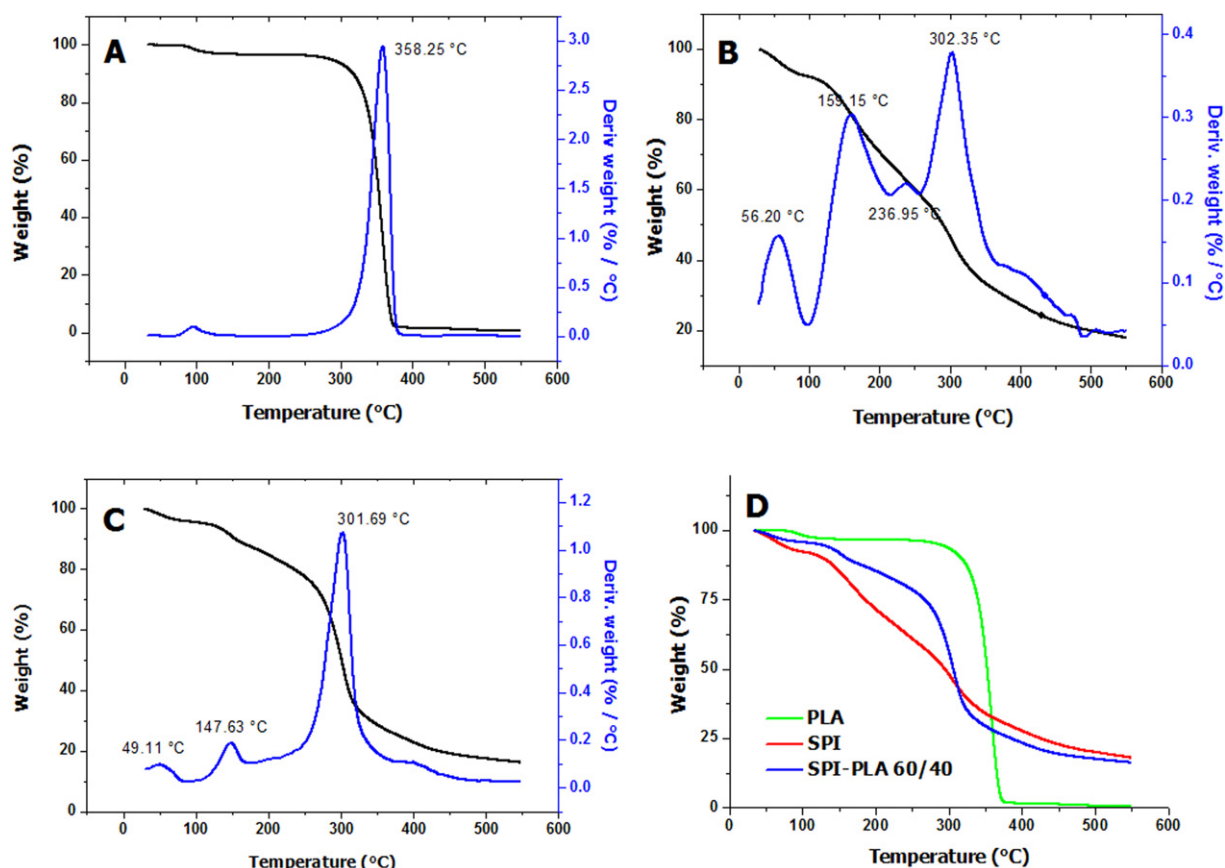 A
358.25 °C
100
80
60
40
20
0
Weight (%)
3.0
2.5
2.0
1.5
1.0
0.5
0.0
Deriv weight (% / °C)
0 100 200 300 400 500 600
Temperature (°C)
B
302.35 °C
159.15 °C
236.95 °C
56.20 °C
100
80
60
40
20
Weight (%)
0.4
0.3
0.2
0.1
0.0
Deriv. weight (% / °C)
0 100 200 300 400 500 600
Temperature (°C)
C
301.69 °C
147.63 °C
49.11 °C
100
80
60
40
20
0
Weight (%)
1.2
1.0
0.8
0.6
0.4
0.2
0.0
Deriv. weight (% / °C)
0 100 200 300 400 500 600
Temperature (°C)
D
100
75
50
25
0
Weight (%)
PLA
SPI
SPI-PLA 60/40
0 100 200 300 400 500 600
Temperature (°C)